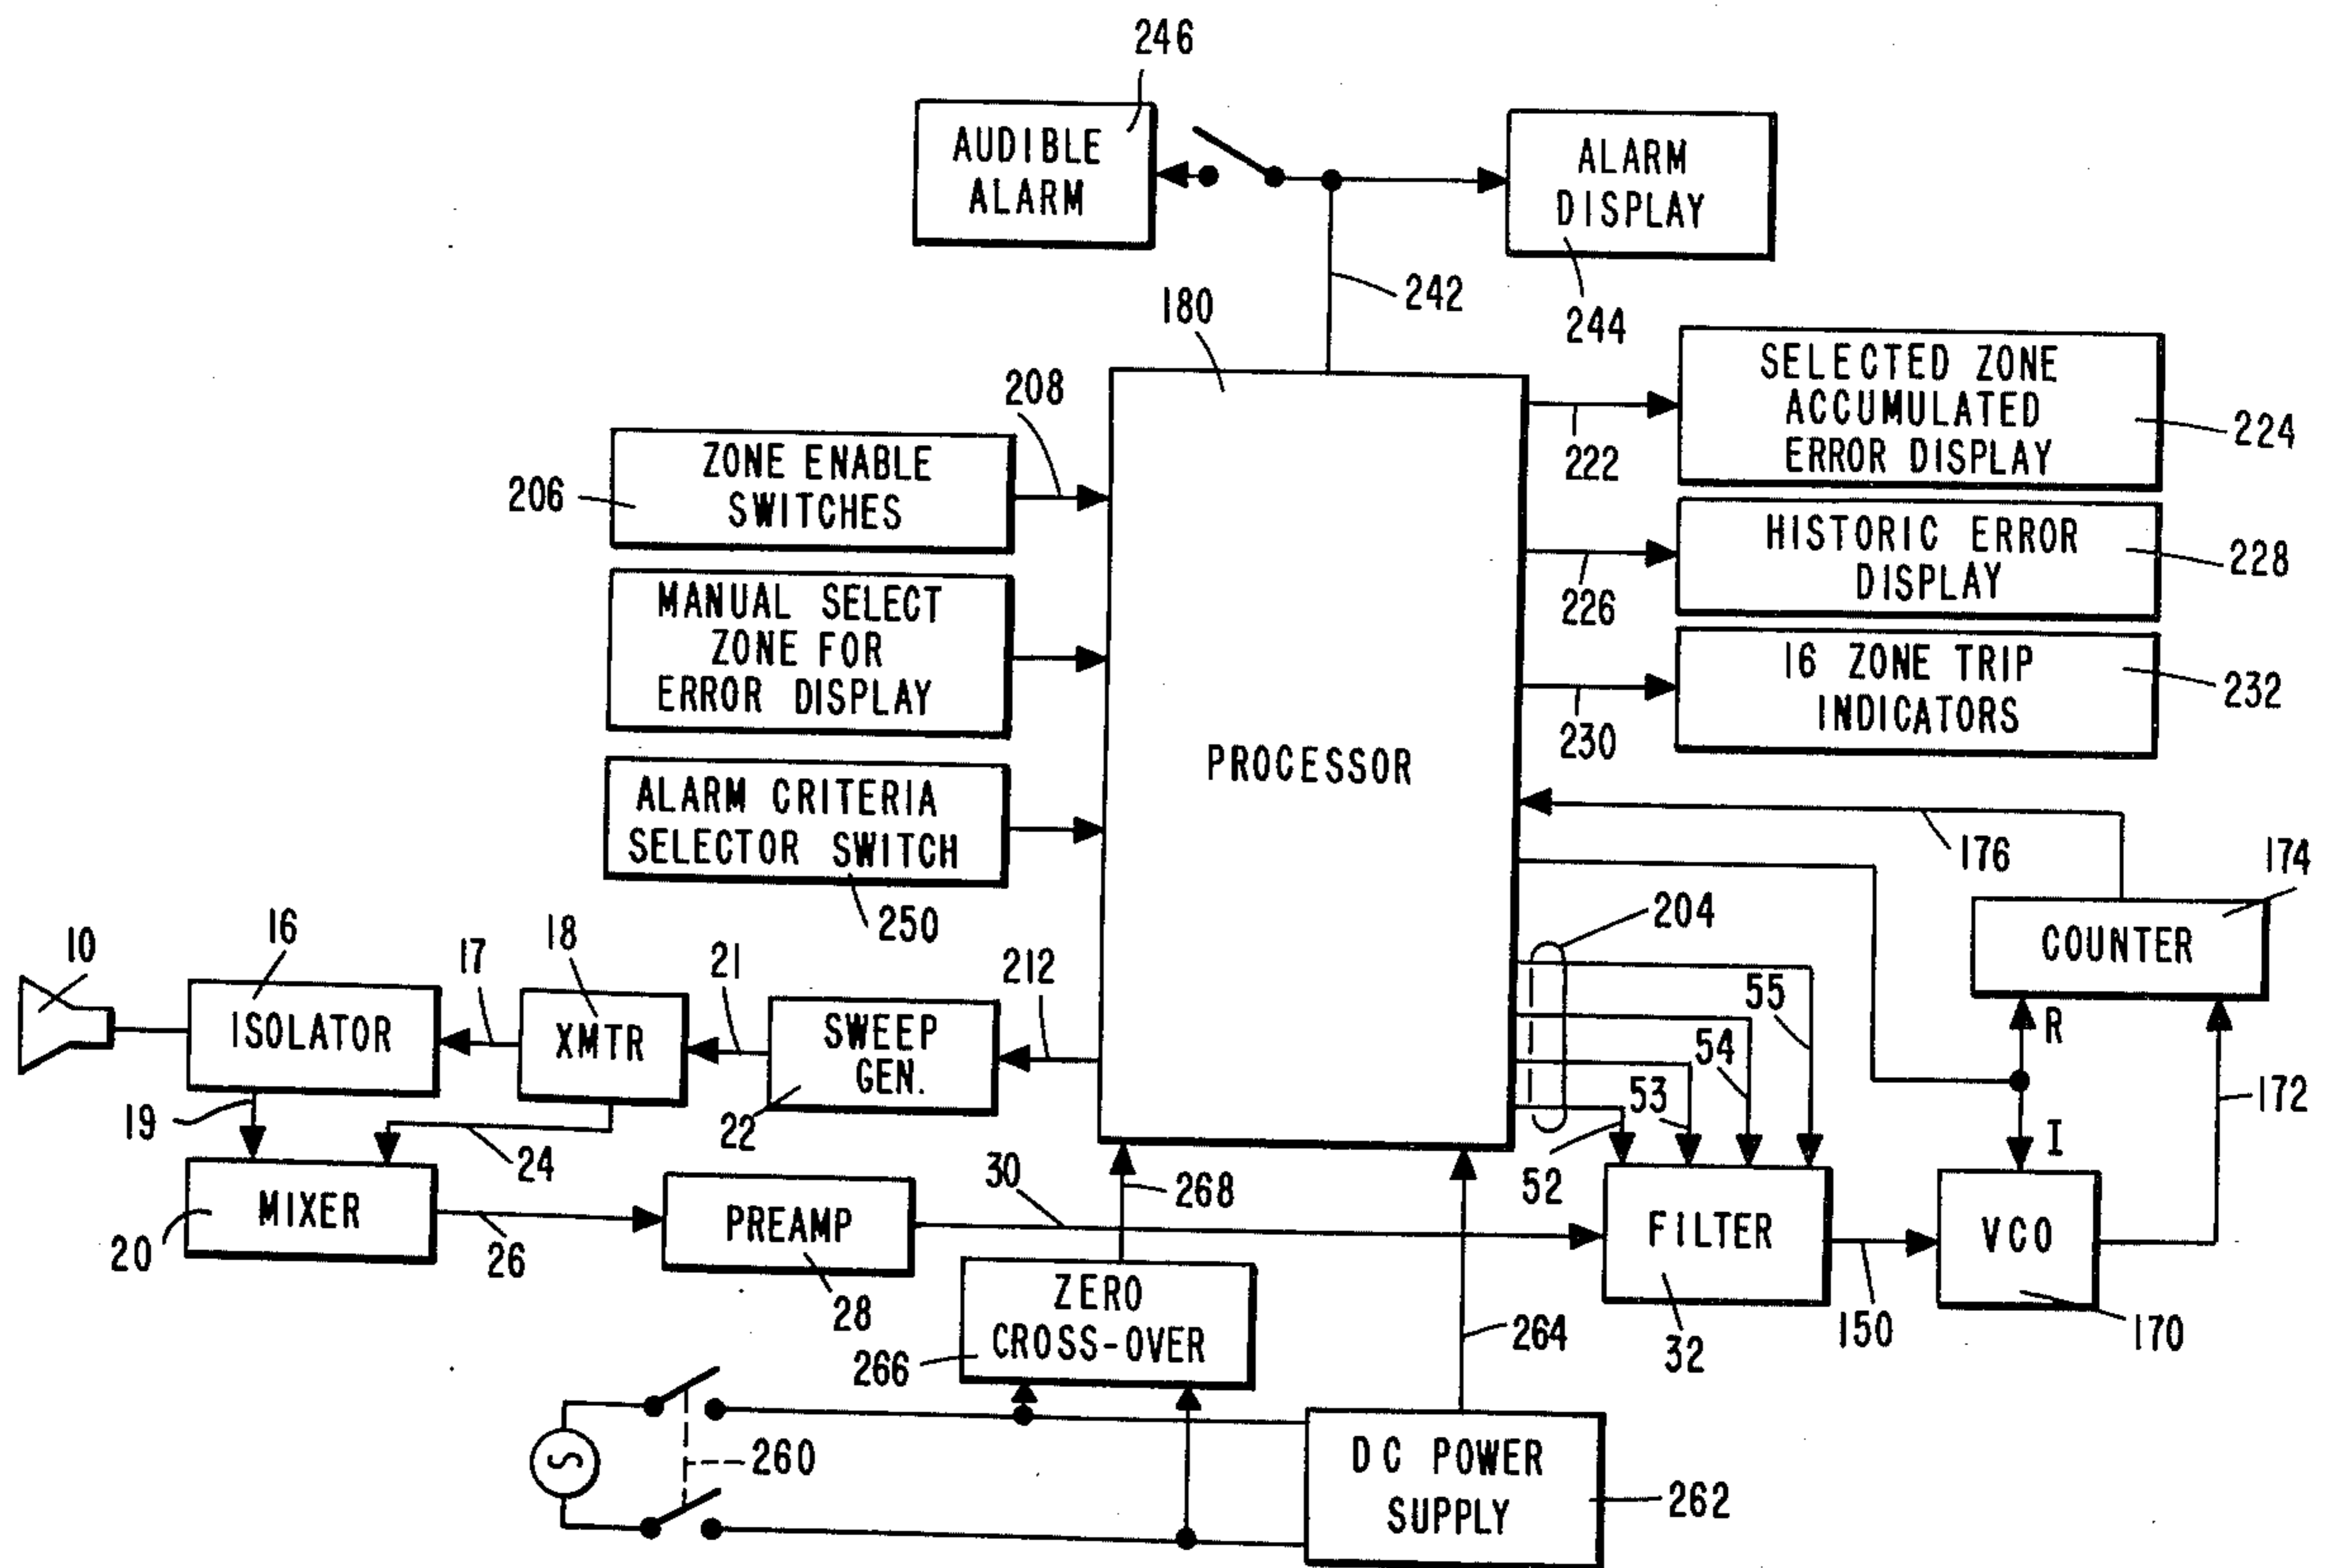 246
AUDIBLE
ALARM
ALARM
DISPLAY
242
244
180
208
206
ZONE ENABLE
SWITCHES
MANUAL SELECT
ZONE FOR
ERROR DISPLAY
ALARM CRITERIA
SELECTOR SWITCH
250
PROCESSOR
SELECTED ZONE
ACCUMULATED
ERROR DISPLAY
222
224
HISTORIC ERROR
DISPLAY
226
228
16 ZONE TRIP
INDICATORS
230
232
176
174
COUNTER
204
10
16
ISOLATOR
17
18
XMTR
21
SWEEP
GEN.
22
212
19
24
20
MIXER
26
PREAMP
28
30
268
52
53
54
55
R
I
172
FILTER
32
150
VCO
170
ZERO
CROSS-OVER
266
264
S
260
DC POWER
SUPPLY
262